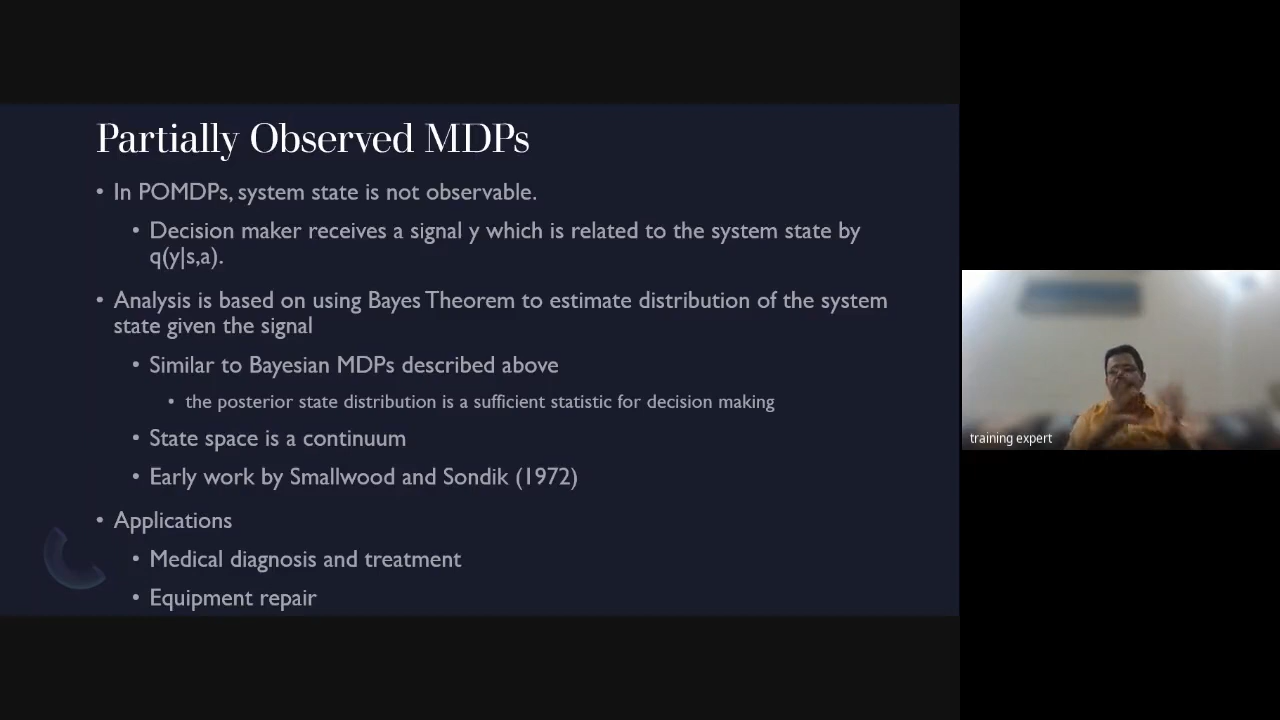 Partially Observed MDPs
• In POMDPs, system state is not observable.
• Decision maker receives a signal y which is related to the system state by
q(y|s,a).
• Analysis is based on using Bayes Theorem to estimate distribution of the system
state given the signal
• Similar to Bayesian MDPs described above
• the posterior state distribution is a sufficient statistic for decision making
• State space is a continuum
• Early work by Smallwood and Sondik (1972)
• Applications
• Medical diagnosis and treatment
• Equipment repair
training expert